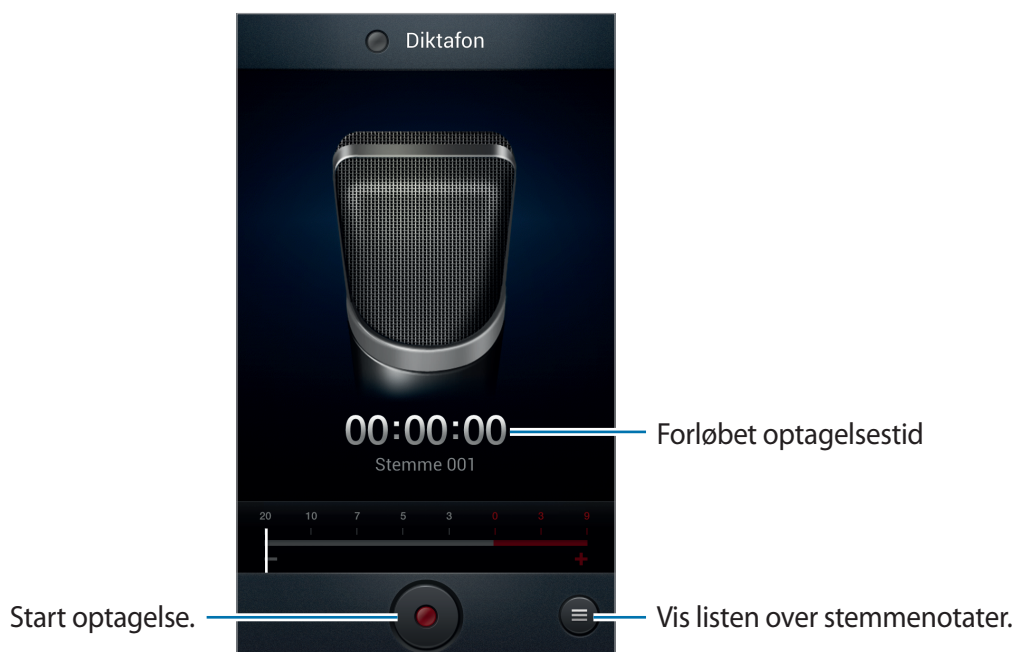 Diktafon
00:00:00
Forløbet optagelsestid
Stemme 001
20 10 7 5 3 0 3 9
− +
Start optagelse.
Vis listen over stemmenotater.